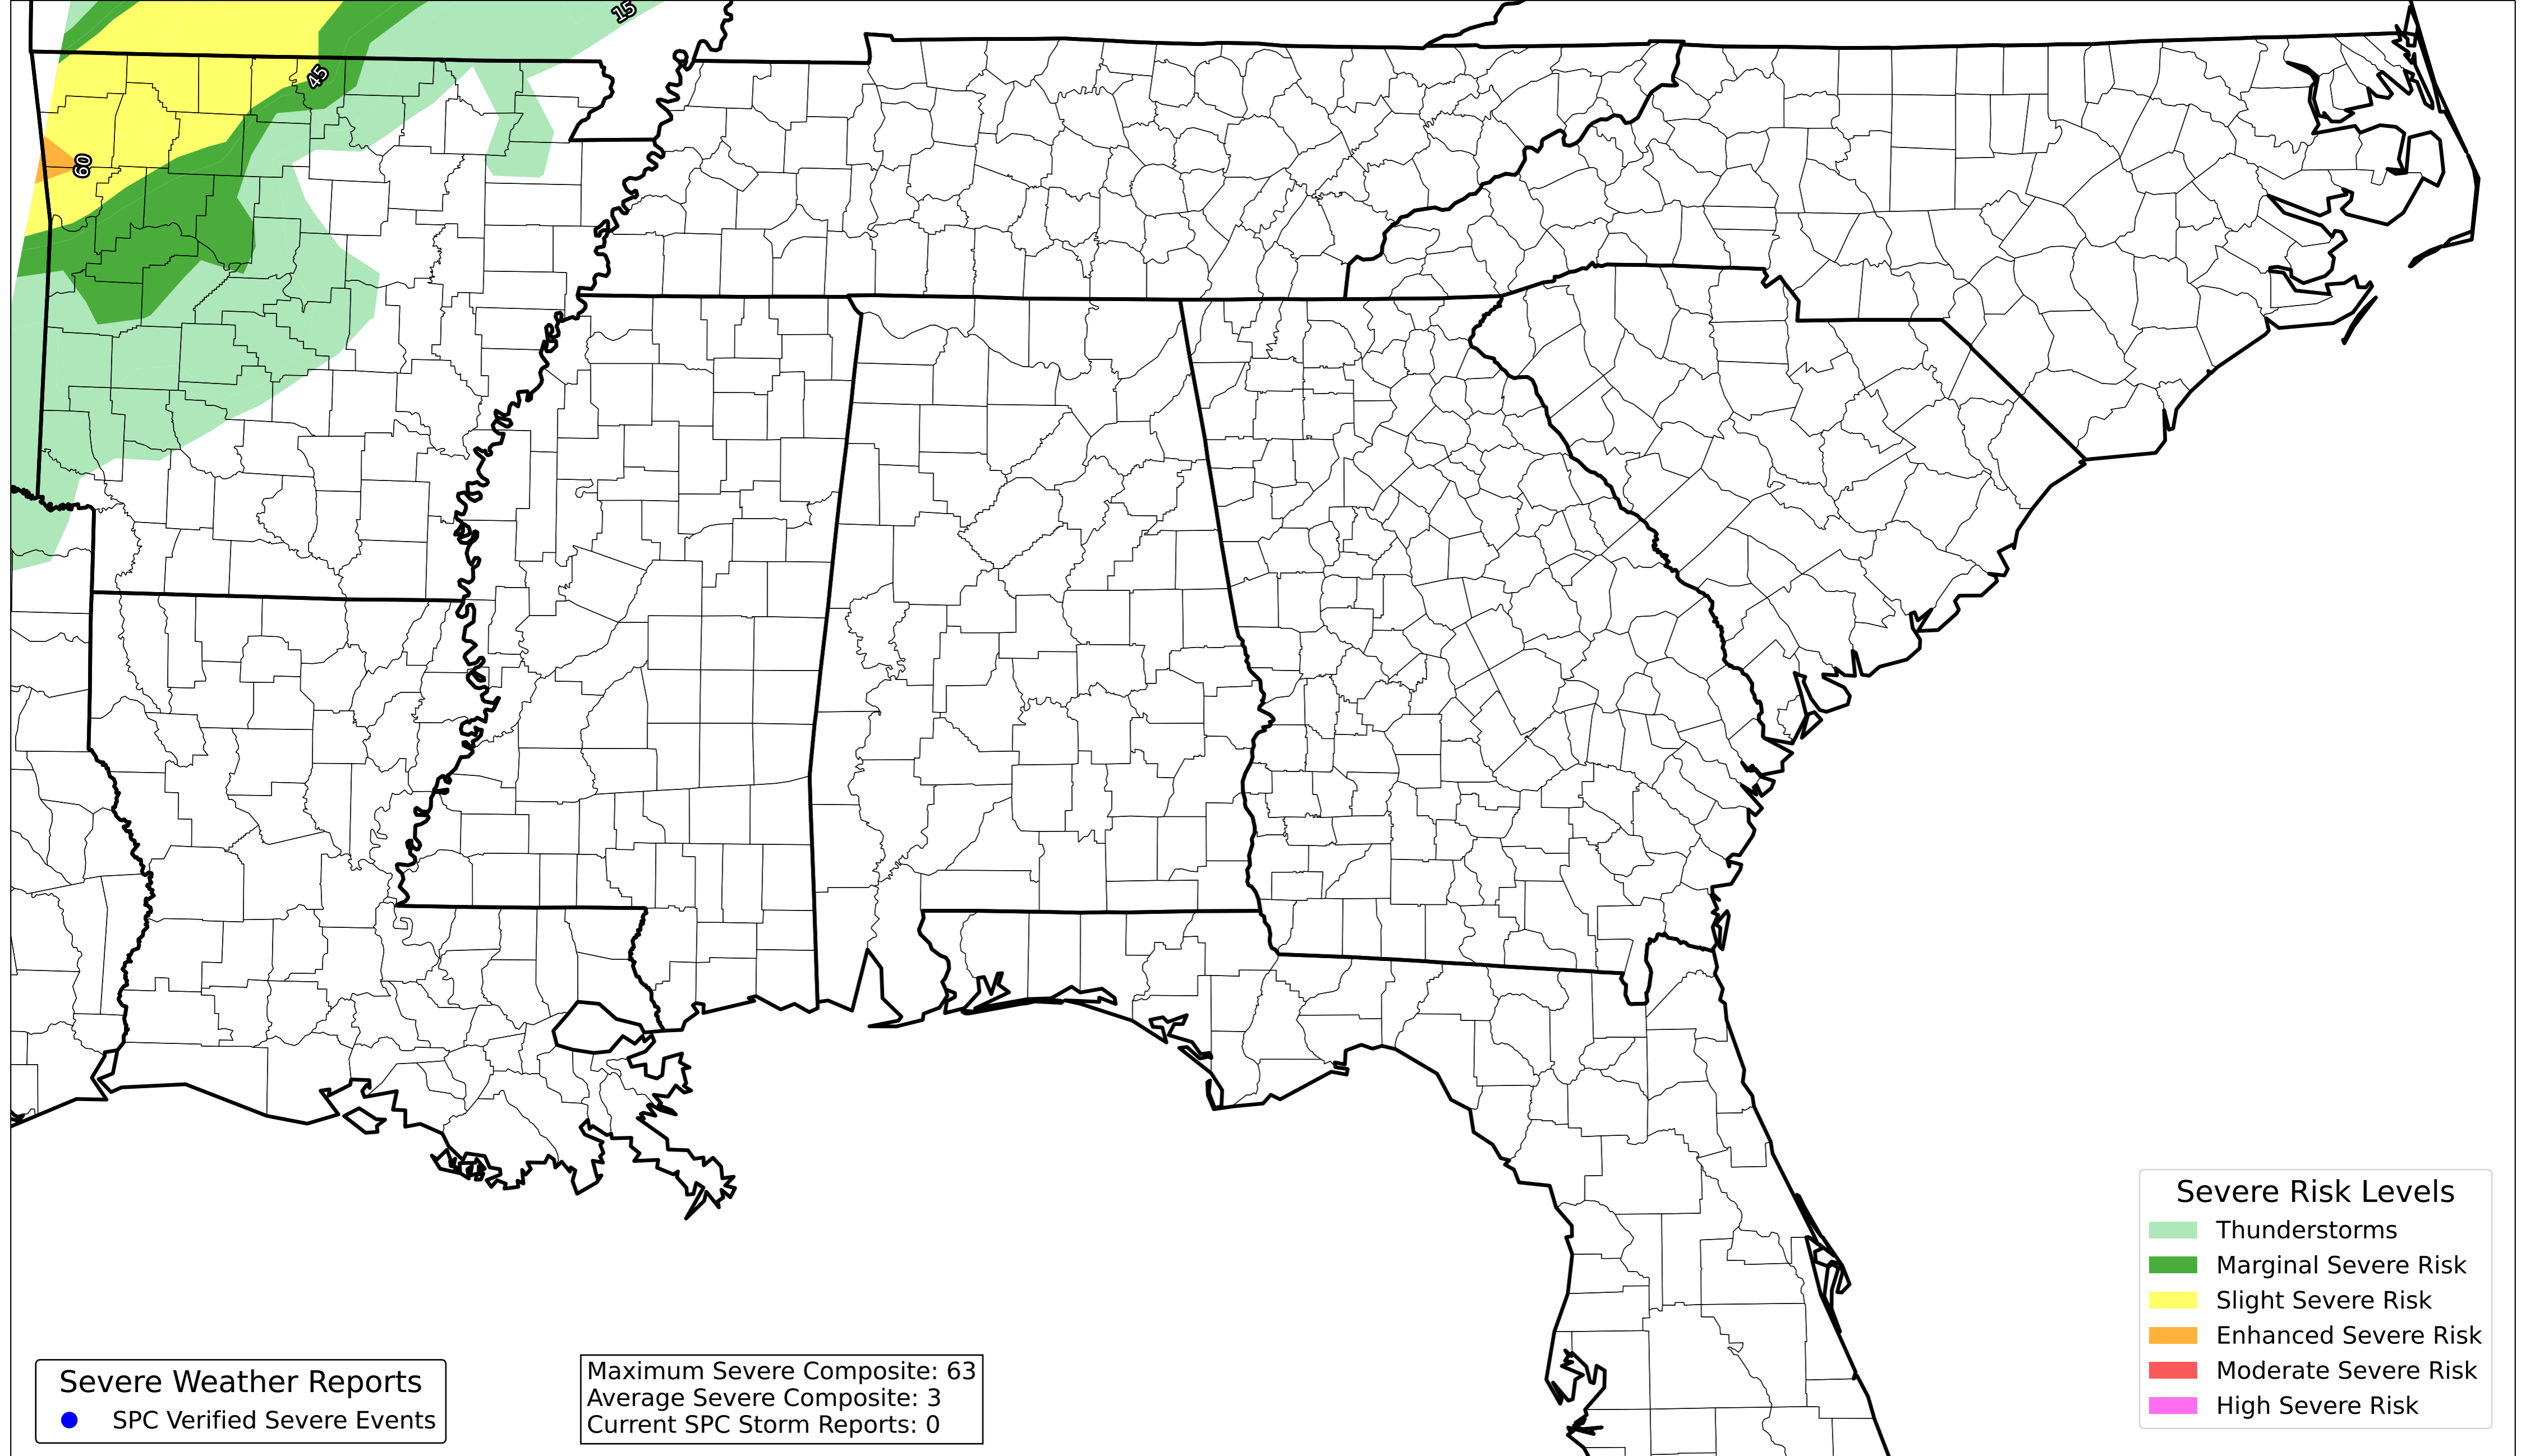 15
45
60
Severe Risk Levels
Thunderstorms
Marginal Severe Risk
Slight Severe Risk
Enhanced Severe Risk
Moderate Severe Risk
High Severe Risk
Severe Weather Reports
SPC Verified Severe Events
Maximum Severe Composite: 63
Average Severe Composite: 3
Current SPC Storm Reports: 0